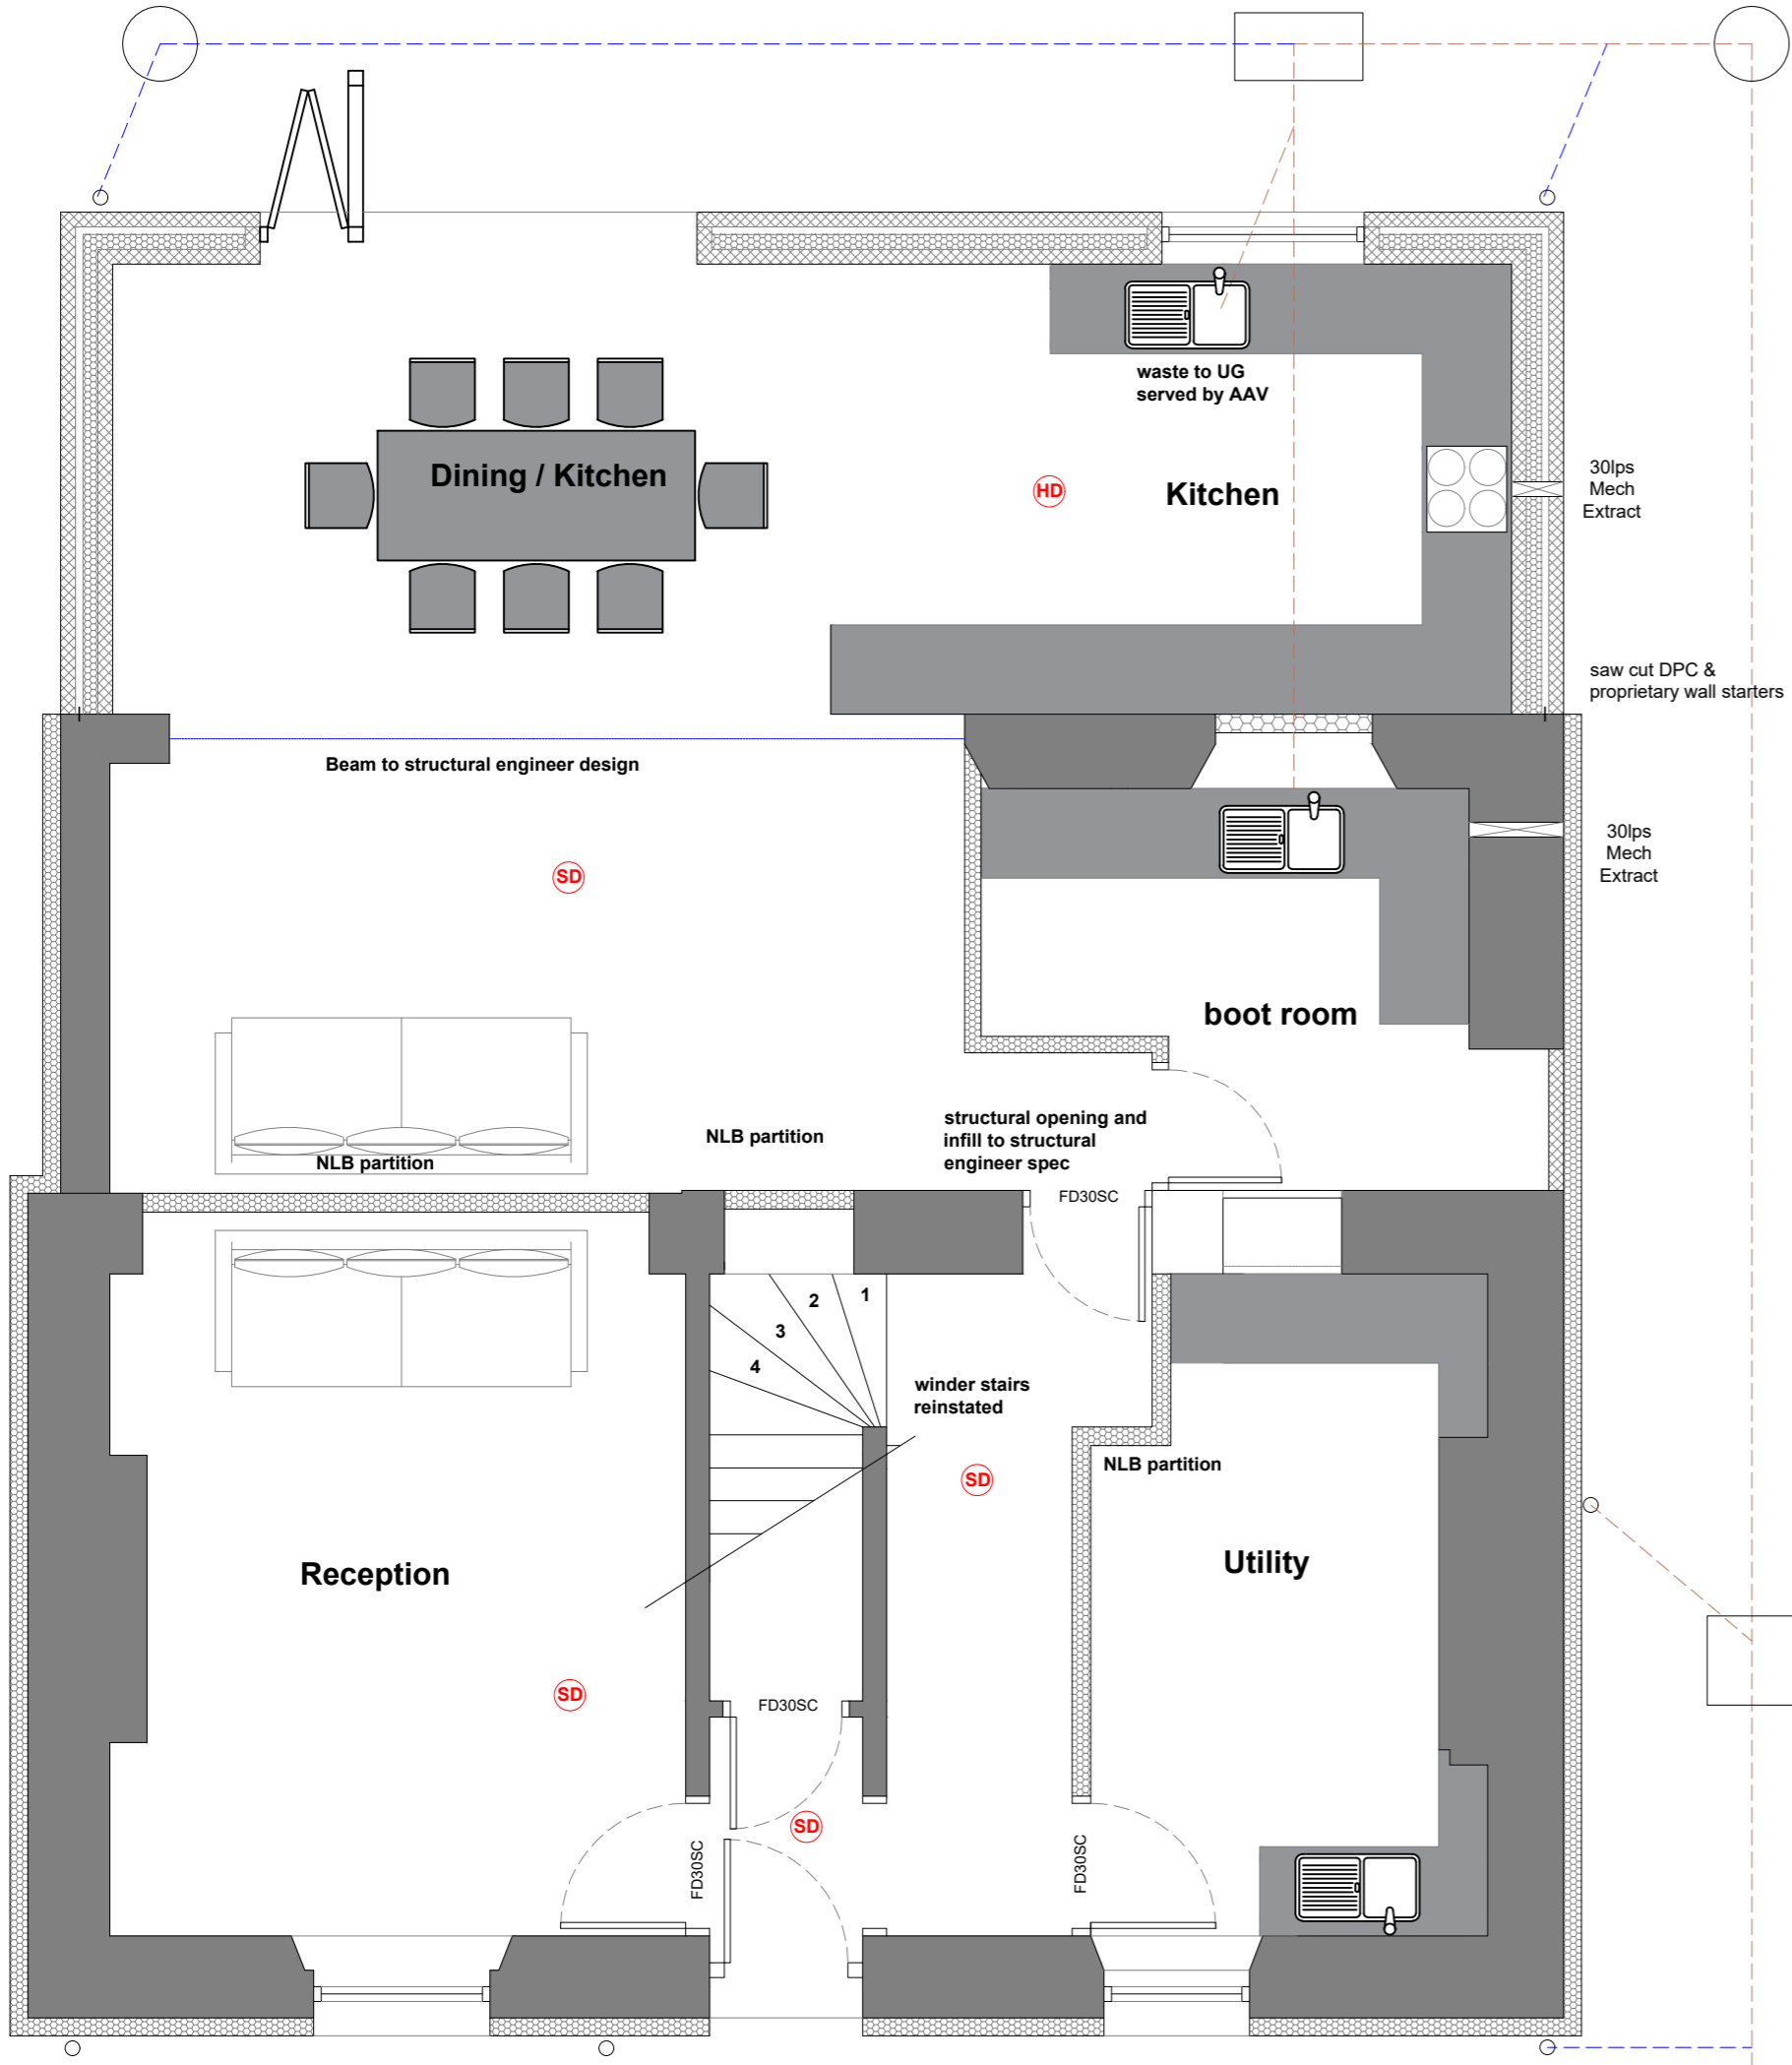 waste to UG
served by AAV
Dining / Kitchen
HD
Kitchen
30lps
Mech
Extract
saw cut DPC &
proprietary wall starters
Beam to structural engineer design
30lps
Mech
Extract
SD
boot room
NLB partition
NLB partition
structural opening and
infill to structural
engineer spec
FD30SC
1
2
3
4
winder stairs
reinstated
NLB partition
SD
Reception
Utility
SD
FD30SC
SD
FD30SC
FD30SC